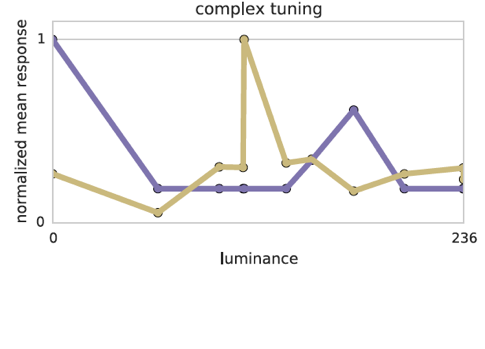 complex tuning
normalized mean response
1
0
0
236
luminance